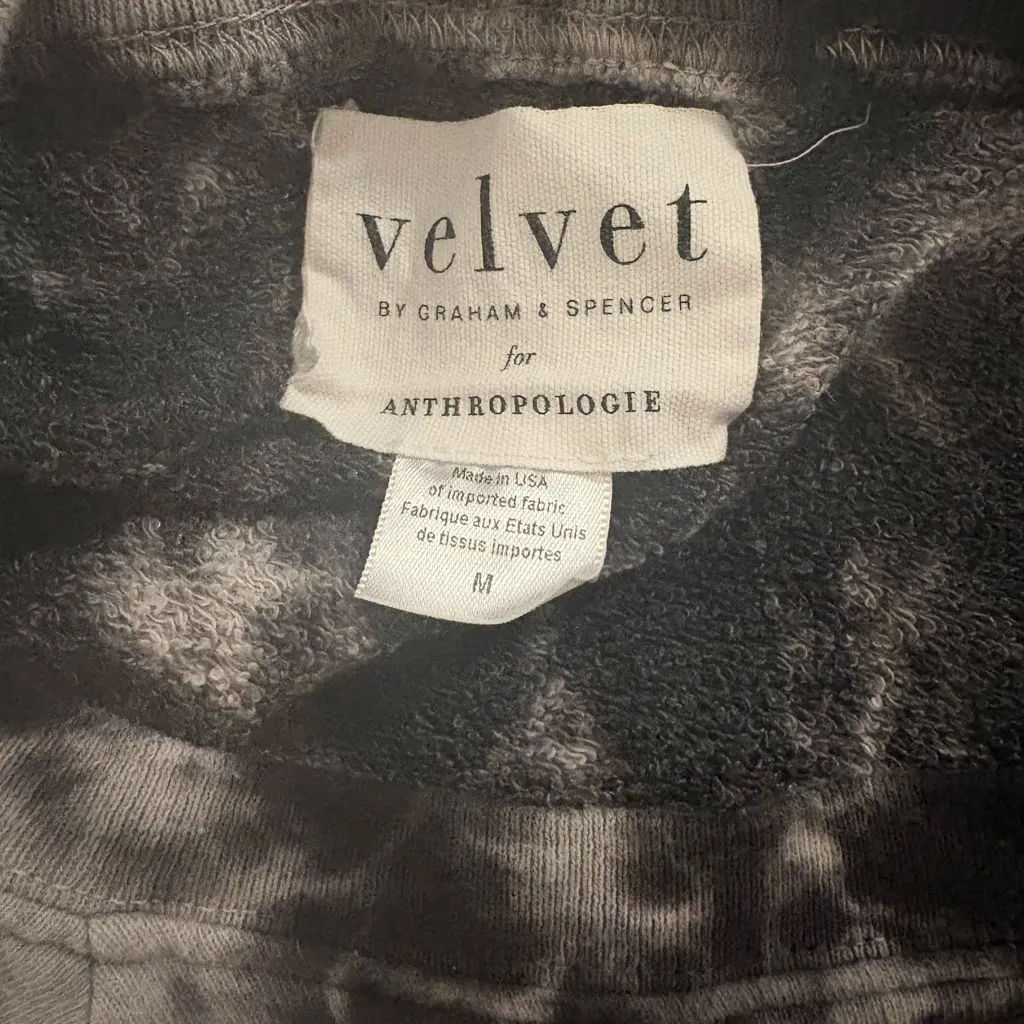 velvet
BY GRAHAM & SPENCER
for
ANTHROPOLOGIE
Made in USA
of imported fabric
Fabrique aux Etats Unis
de tissus importes
M